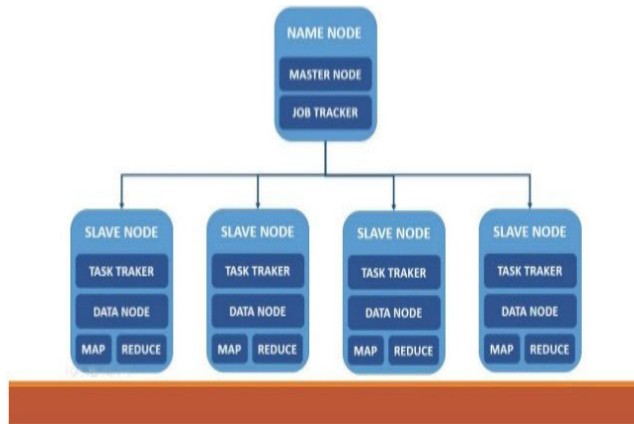 NAME NODE
MASTER NODE
JOB TRACKER
SLAVE NODE SLAVE NODE SLAVE NODE SLAVE NODE
TASK TRAKER TASK TRAKER TASK TRAKER TASK TRAKER
DATA NODE DATA NODE DATA NODE DATA NODE
MAP REDUCE MAP REDUCE MAP REDUCE MAP REDUCE